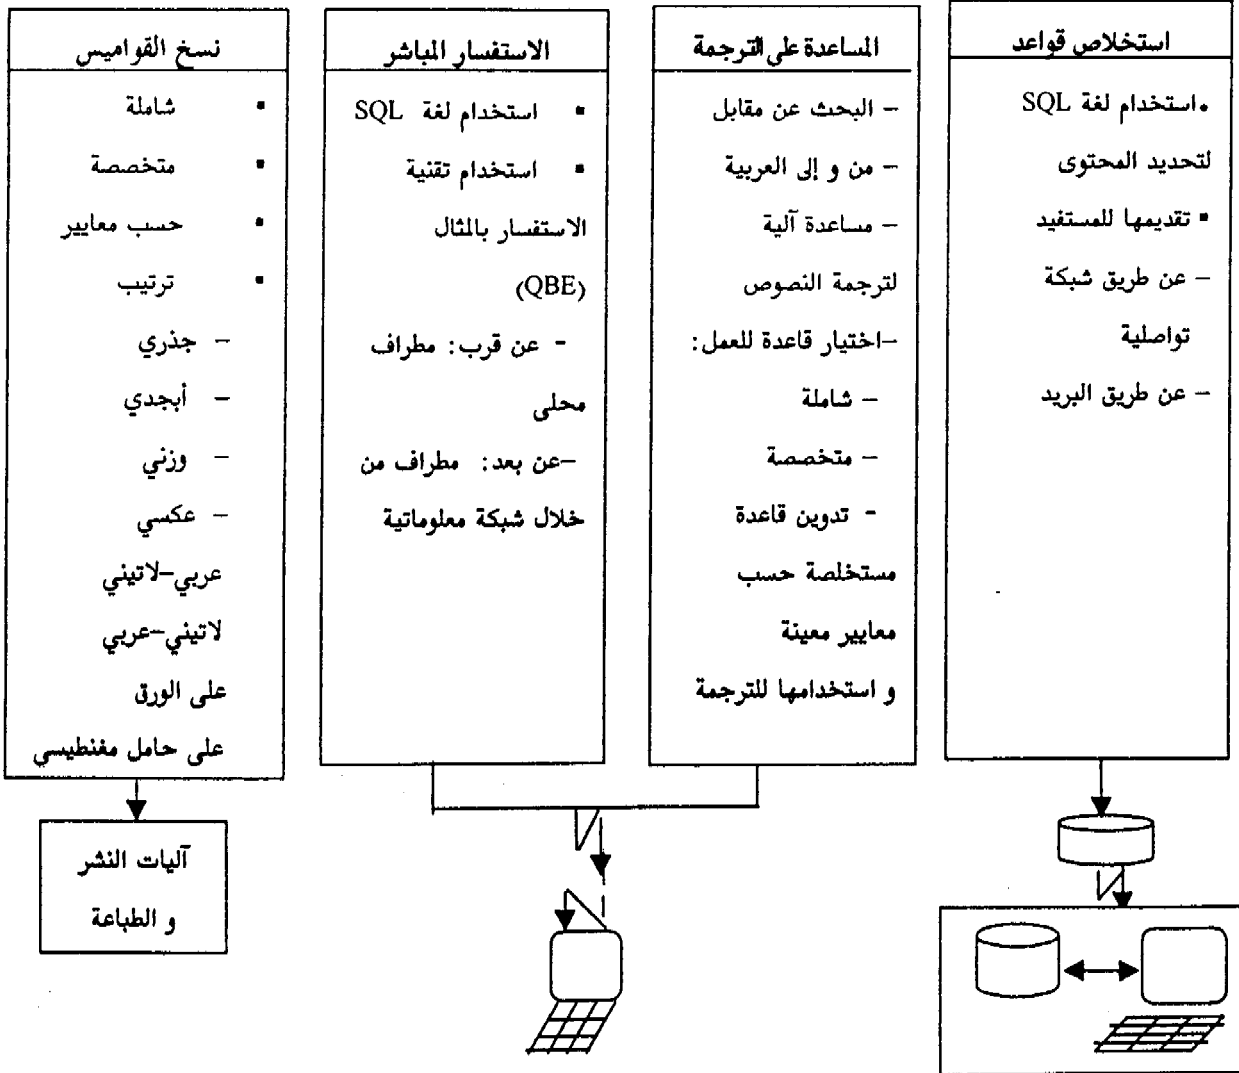 استخلاص قواعد
▪استخدام لغة SQL
لتحديد المحتوى
▪ تقديمها للمستفيد
– عن طريق شبكة
تواصلية
– عن طريق البريد
المساعدة على الترجمة
– البحث عن مقابل
– من و إلى العربية
– مساعدة آلية
لترجمة النصوص
–اختيار قاعدة للعمل:
– شاملة
– متخصصة
- تدوين قاعدة
مستخلصة حسب
معايير معينة
و استخدامها للترجمة
الاستفسار المباشر
▪ استخدام لغة SQL
▪ استخدام تقنية
الاستفسار بالمثال
(QBE)
- عن قرب: مطراف
محلى
–عن بعد: مطراف من
خلال شبكة معلوماتية
نسخ القواميس
▪ شاملة
▪ متخصصة
▪ حسب معايير
▪ ترتيب
– جذري
– أبجدي
– وزني
– عكسي
عربي–لاتيني
لاتيني–عربي
على الورق
على حامل مغنطيسي
آليات النشر
و الطباعة